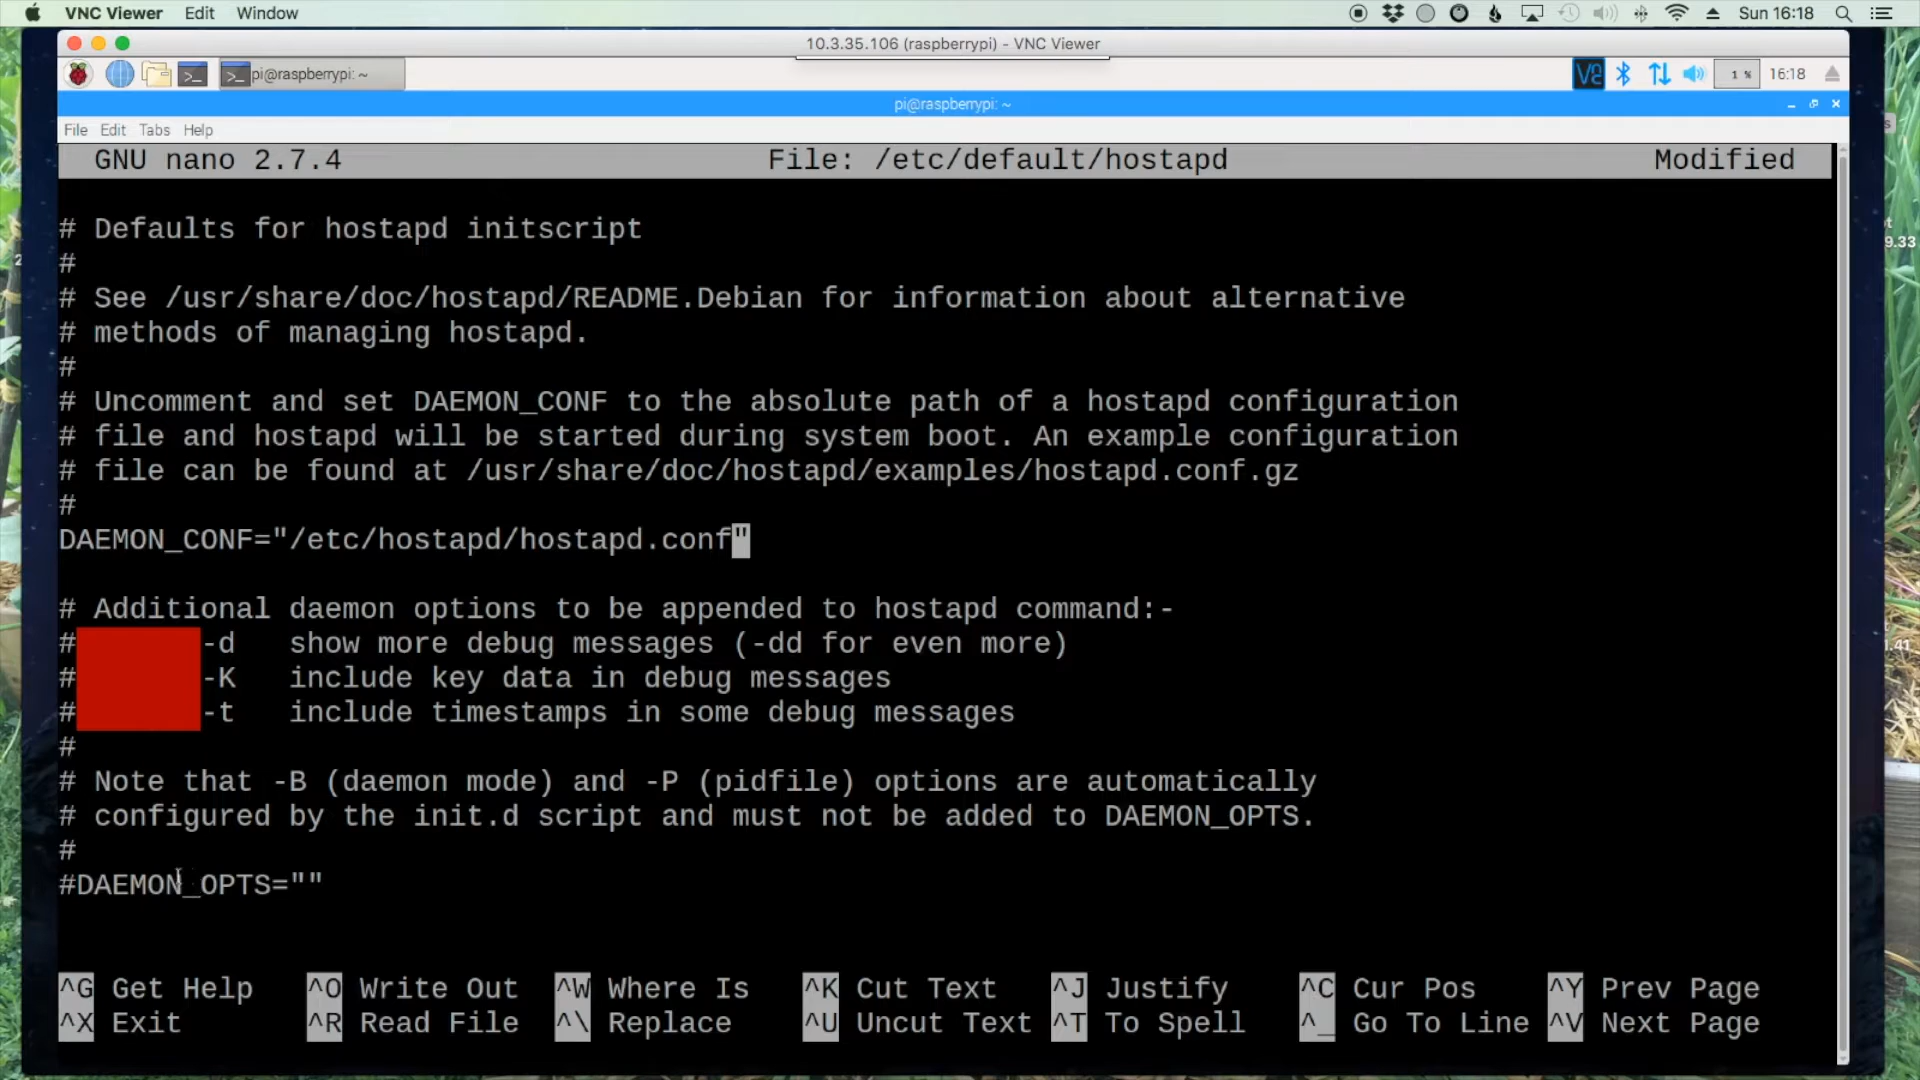 VNC Viewer Edit Window Sun 16:18
10.3.35.106 (raspberrypi) - VNC Viewer
pi@raspberrypi: ~ 1 % 16:18
pi@raspberrypi: ~
File Edit Tabs Help
GNU nano 2.7.4 File: /etc/default/hostapd Modified
# Defaults for hostapd initscript
#
# See /usr/share/doc/hostapd/README.Debian for information about alternative
# methods of managing hostapd.
#
# Uncomment and set DAEMON_CONF to the absolute path of a hostapd configuration
# file and hostapd will be started during system boot. An example configuration
# file can be found at /usr/share/doc/hostapd/examples/hostapd.conf.gz
#
DAEMON_CONF="/etc/hostapd/hostapd.conf"
# Additional daemon options to be appended to hostapd command:-
# -d show more debug messages (-dd for even more)
# -K include key data in debug messages
# -t include timestamps in some debug messages
#
# Note that -B (daemon mode) and -P (pidfile) options are automatically
# configured by the init.d script and must not be added to DAEMON_OPTS.
#
#DAEMON_OPTS=""
^G Get Help ^O Write Out ^W Where Is ^K Cut Text ^J Justify ^C Cur Pos ^Y Prev Page
^X Exit ^R Read File ^\ Replace ^U Uncut Text ^T To Spell ^_ Go To Line ^V Next Page